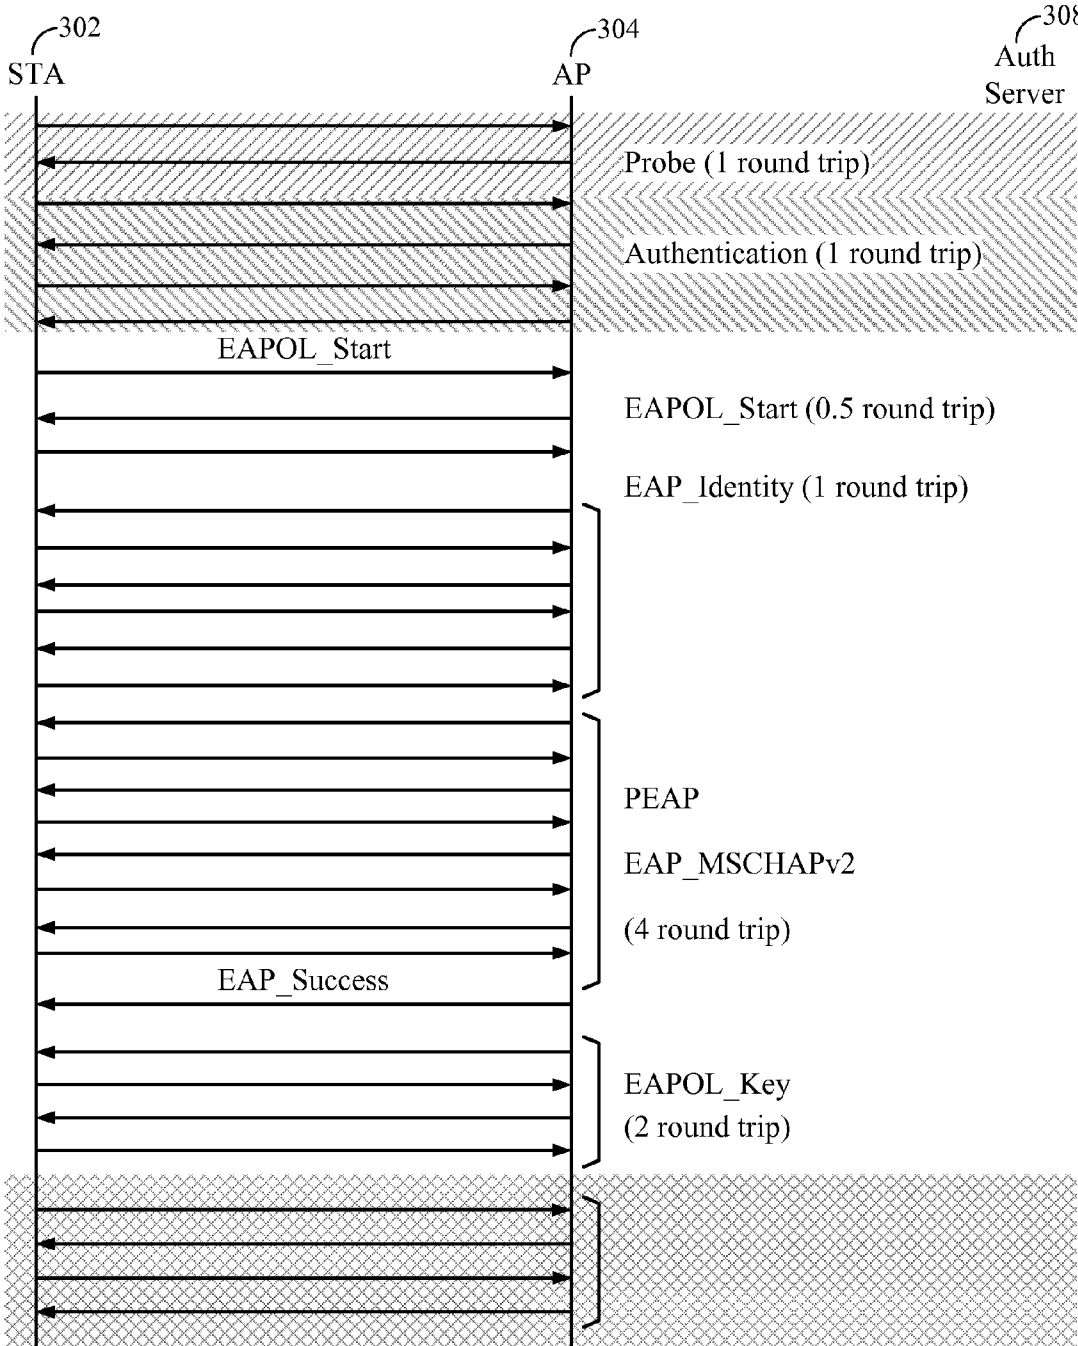 302
304
308
STA
AP
Auth
Server
Probe (1 round trip)
Authentication (1 round trip)
EAPOL_Start
EAPOL_Start (0.5 round trip)
EAP_Identity (1 round trip)
PEAP
EAP_MSCHAPv2
(4 round trip)
EAP_Success
EAPOL_Key
(2 round trip)